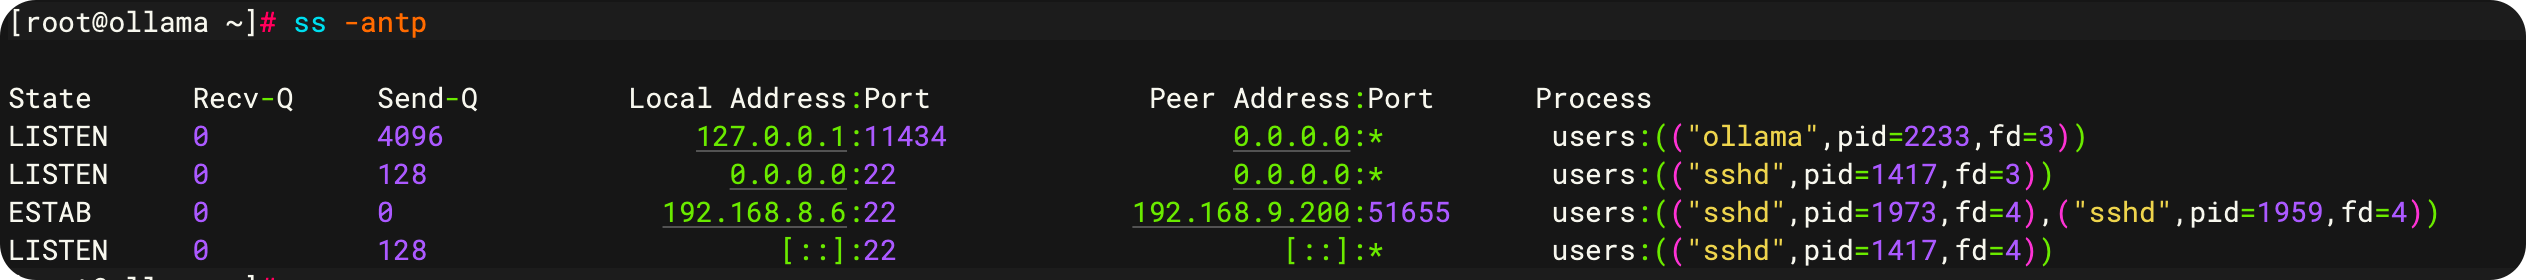 [root@ollama ~]# ss -antp
State Recv-Q Send-Q Local Address:Port Peer Address:Port Process
LISTEN 0 4096 127.0.0.1:11434 0.0.0.0:* users:(("ollama",pid=2233,fd=3))
LISTEN 0 128 0.0.0.0:22 0.0.0.0:* users:(("sshd",pid=1417,fd=3))
ESTAB 0 0 192.168.8.6:22 192.168.9.200:51655 users:(("sshd",pid=1973,fd=4),("sshd",pid=1959,fd=4))
LISTEN 0 128 [::]:22 [::]:* users:(("sshd",pid=1417,fd=4))